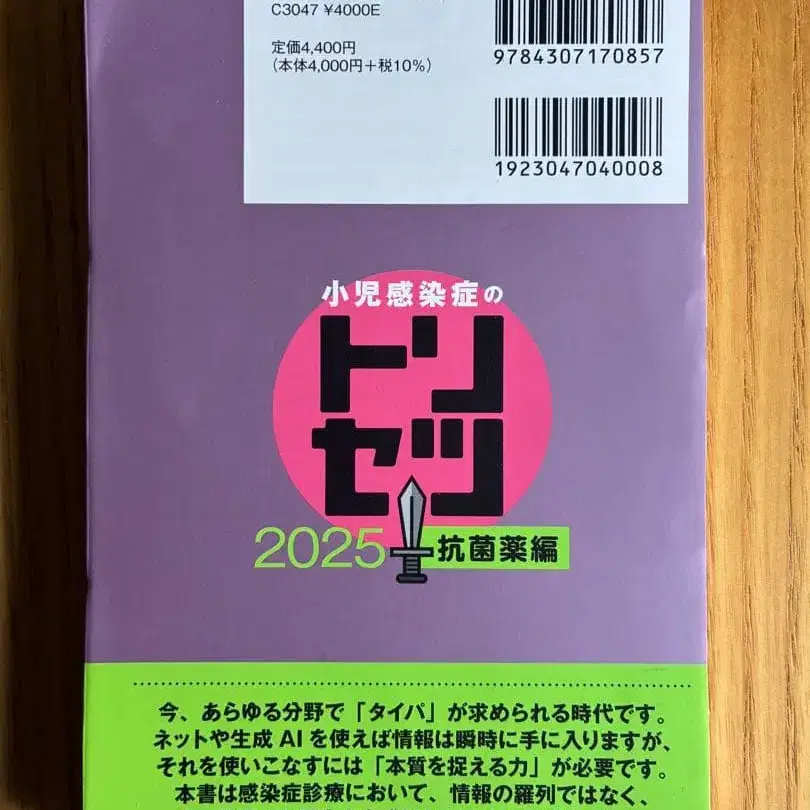 C3047 ¥4000E
定価4,400円
（本体4,000円＋税10%）
9784307170857
1923047040008
小児感染症の
トリ
セツ
2025
抗菌薬編
今、あらゆる分野で「タイパ」が求められる時代です。
ネットや生成AIを使えば情報は瞬時に手に入りますが、
それを使いこなすには「本質を捉える力」が必要です。
本書は感染症診療において、情報の羅列ではなく、